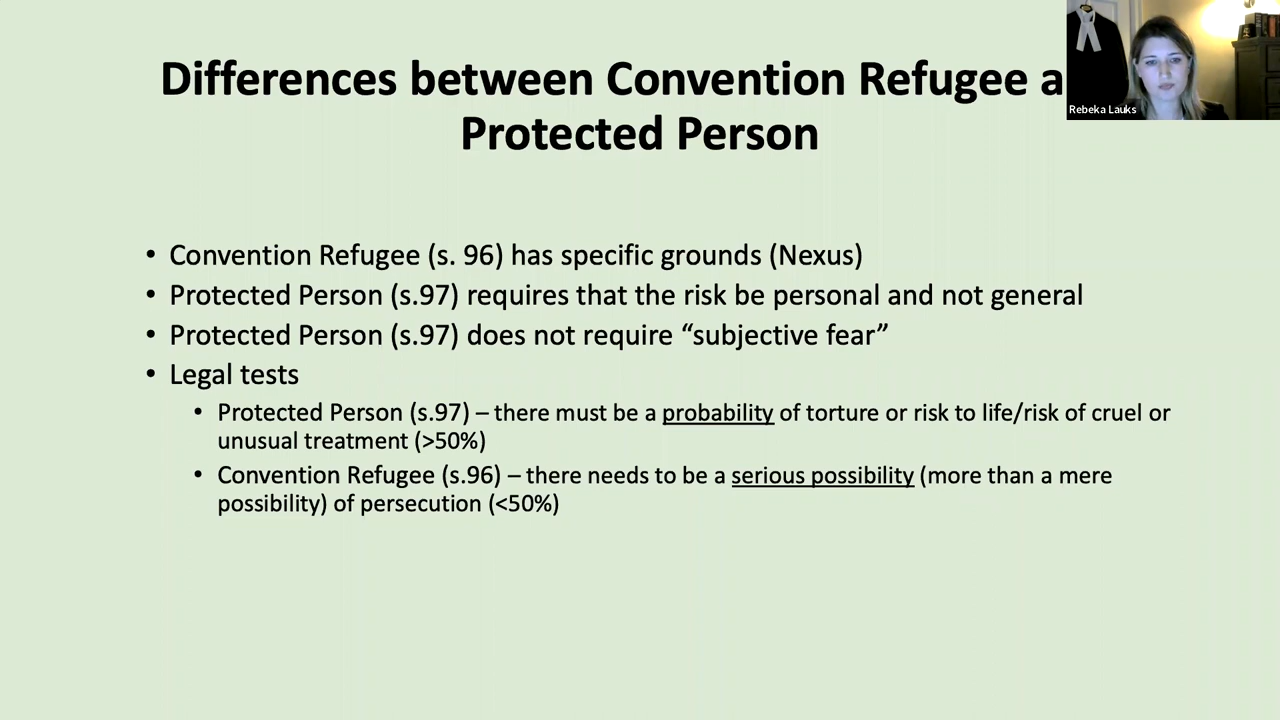 Differences between Convention Refugee a
Protected Person
Rebeka Lauks
• Convention Refugee (s. 96) has specific grounds (Nexus)
• Protected Person (s.97) requires that the risk be personal and not general
• Protected Person (s.97) does not require “subjective fear”
• Legal tests
• Protected Person (s.97) – there must be a probability of torture or risk to life/risk of cruel or
unusual treatment (>50%)
• Convention Refugee (s.96) – there needs to be a serious possibility (more than a mere
possibility) of persecution (<50%)